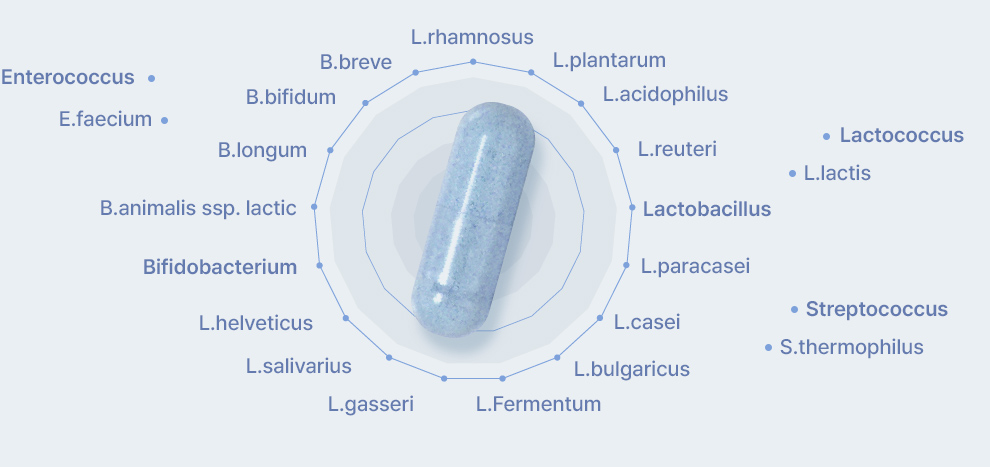 L.rhamnosus
B.breve
L.plantarum
Enterococcus
B.bifidum
L.acidophilus
E.faecium
Lactococcus
B.longum
L.reuteri
L.lactis
B.animalis ssp. lactic
Lactobacillus
Bifidobacterium
L.paracasei
Streptococcus
L.helveticus
L.casei
S.thermophilus
L.salivarius
L.bulgaricus
L.gasseri
L.Fermentum